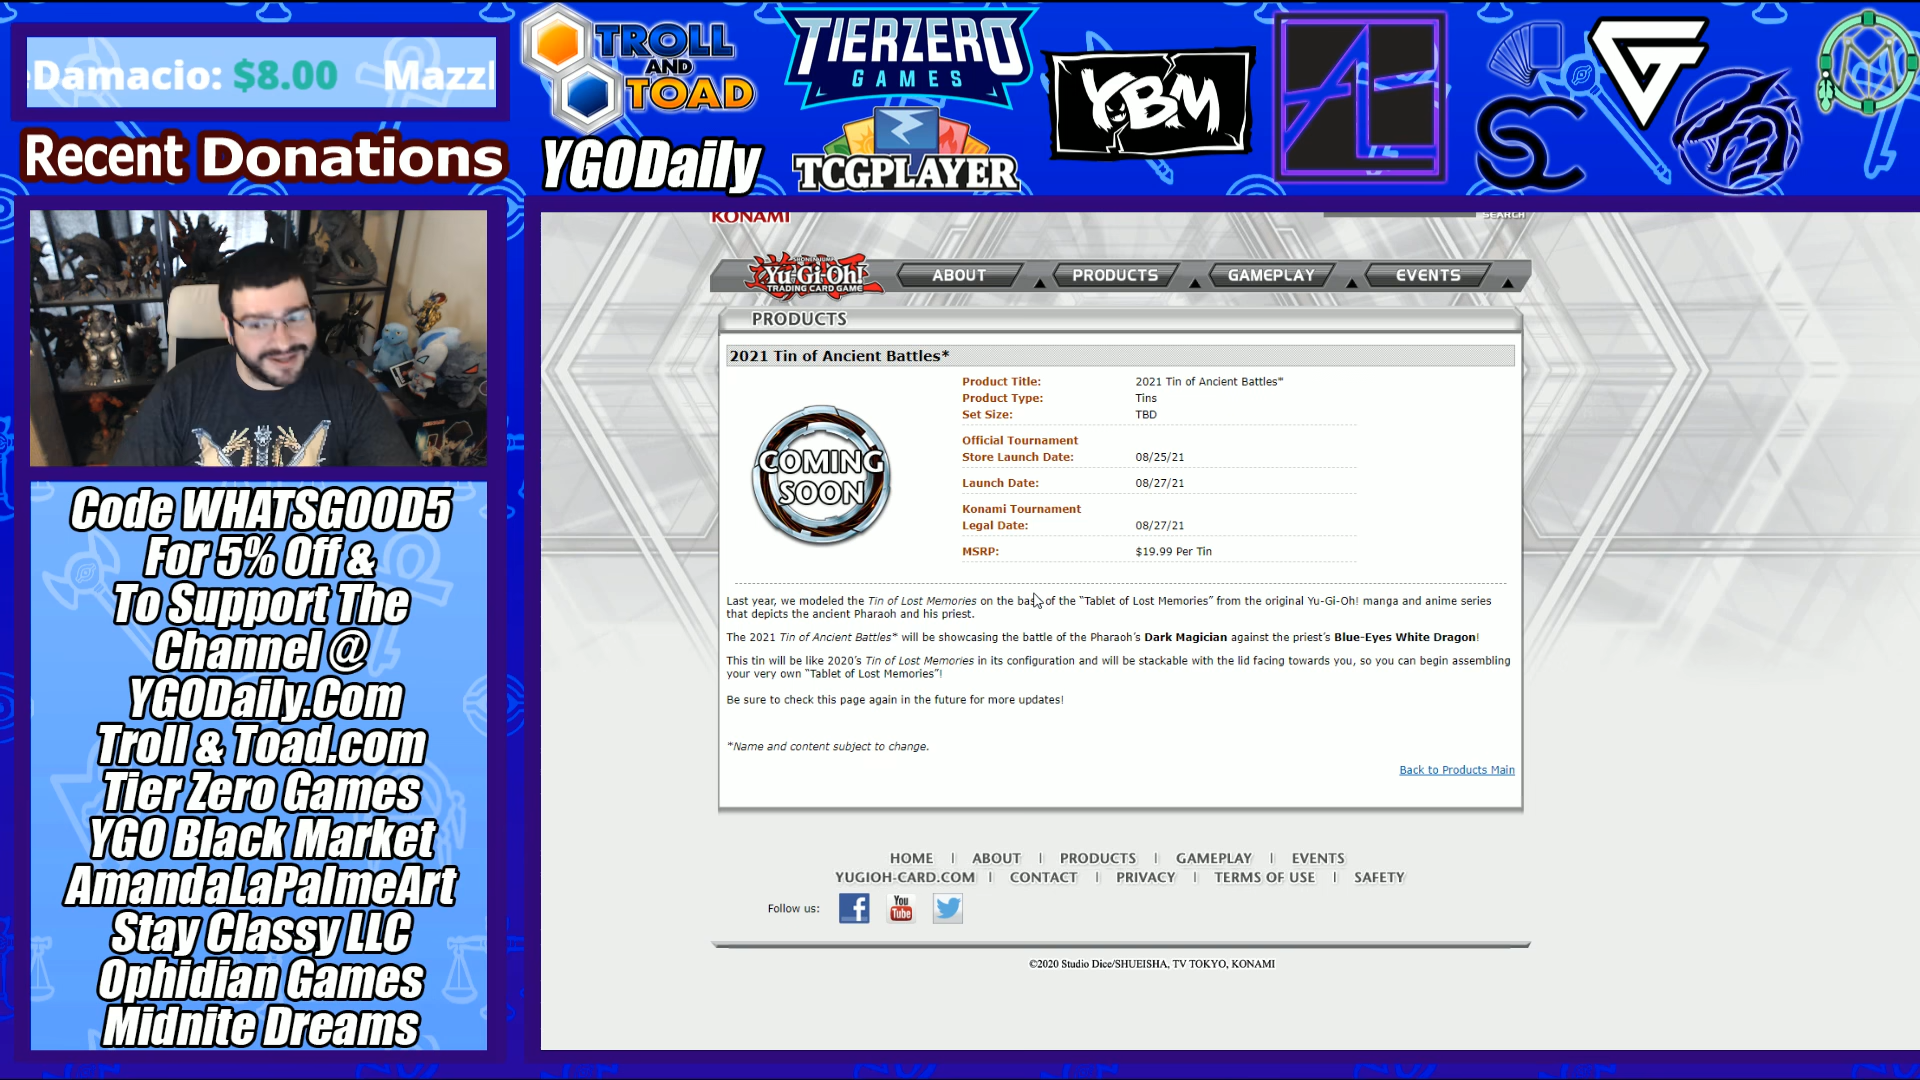 Damacio: $8.00 Mazzl
Recent Donations
TROLL
AND
TOAD
YGODaily
TIERZERO
GAMES
TCGPLAYER
YBM
KONAMI
SEARCH
Yu-Gi-Oh!
TRADING CARD GAME
ABOUT
PRODUCTS
GAMEPLAY
EVENTS
PRODUCTS
2021 Tin of Ancient Battles*
COMING
SOON
Product Title: 2021 Tin of Ancient Battles*
Product Type: Tins
Set Size: TBD
Official Tournament
Store Launch Date: 08/25/21
Launch Date: 08/27/21
Konami Tournament
Legal Date: 08/27/21
MSRP: $19.99 Per Tin
Last year, we modeled the Tin of Lost Memories on the of the "Tablet of Lost Memories" from the original Yu-Gi-Oh! manga and anime series
that depicts the ancient Pharaoh and his priest.
The 2021 Tin of Ancient Battles* will be showcasing the battle of the Pharaoh's Dark Magician against the priest's Blue-Eyes White Dragon!
This tin will be like 2020's Tin of Lost Memories in its configuration and will be stackable with the lid facing towards you, so you can begin assembling
your very own "Tablet of Lost Memories"!
Be sure to check this page again in the future for more updates!
*Name and content subject to change.
Back to Products Main
HOME | ABOUT | PRODUCTS | GAMEPLAY | EVENTS
YUGIOH-CARD.COM | CONTACT | PRIVACY | TERMS OF USE | SAFETY
Follow us:
You
Tube
©2020 Studio Dice/SHUEISHA, TV TOKYO, KONAMI
Code WHATSGOOD5
For 5% Off &
To Support The
Channel @
YGODaily.Com
Troll & Toad.com
Tier Zero Games
YGO Black Market
AmandaLaPalmeArt
Stay Classy LLC
Ophidian Games
Midnite Dreams